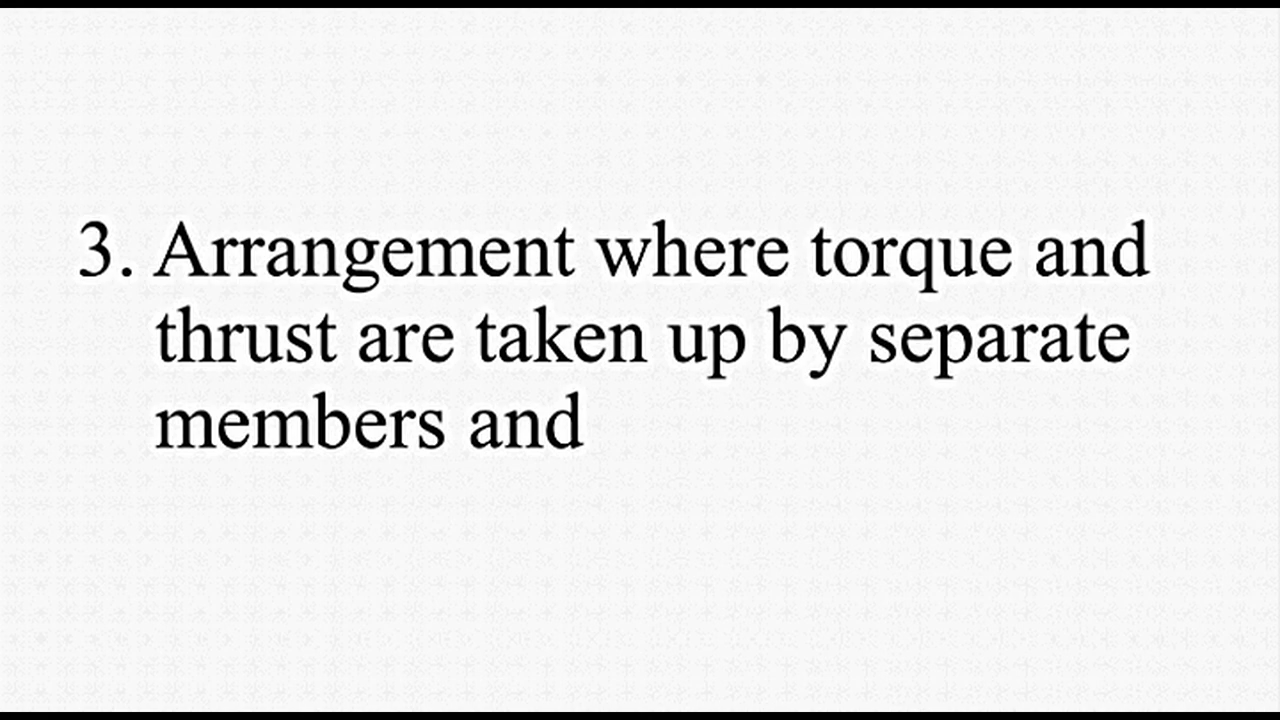 3. Arrangement where torque and
thrust are taken up by separate
members and